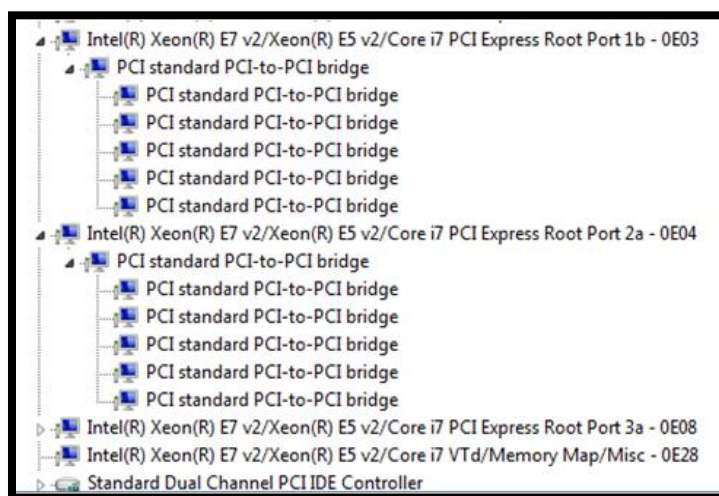 Intel(R) Xeon(R) E7 v2/Xeon(R) E5 v2/Core i7 PCI Express Root Port 1b - 0E03
PCI standard PCI-to-PCI bridge
PCI standard PCI-to-PCI bridge
PCI standard PCI-to-PCI bridge
PCI standard PCI-to-PCI bridge
PCI standard PCI-to-PCI bridge
PCI standard PCI-to-PCI bridge
Intel(R) Xeon(R) E7 v2/Xeon(R) E5 v2/Core i7 PCI Express Root Port 2a - 0E04
PCI standard PCI-to-PCI bridge
PCI standard PCI-to-PCI bridge
PCI standard PCI-to-PCI bridge
PCI standard PCI-to-PCI bridge
PCI standard PCI-to-PCI bridge
PCI standard PCI-to-PCI bridge
Intel(R) Xeon(R) E7 v2/Xeon(R) E5 v2/Core i7 PCI Express Root Port 3a - 0E08
Intel(R) Xeon(R) E7 v2/Xeon(R) E5 v2/Core i7 VTd/Memory Map/Misc - 0E28
Standard Dual Channel PCI IDE Controller